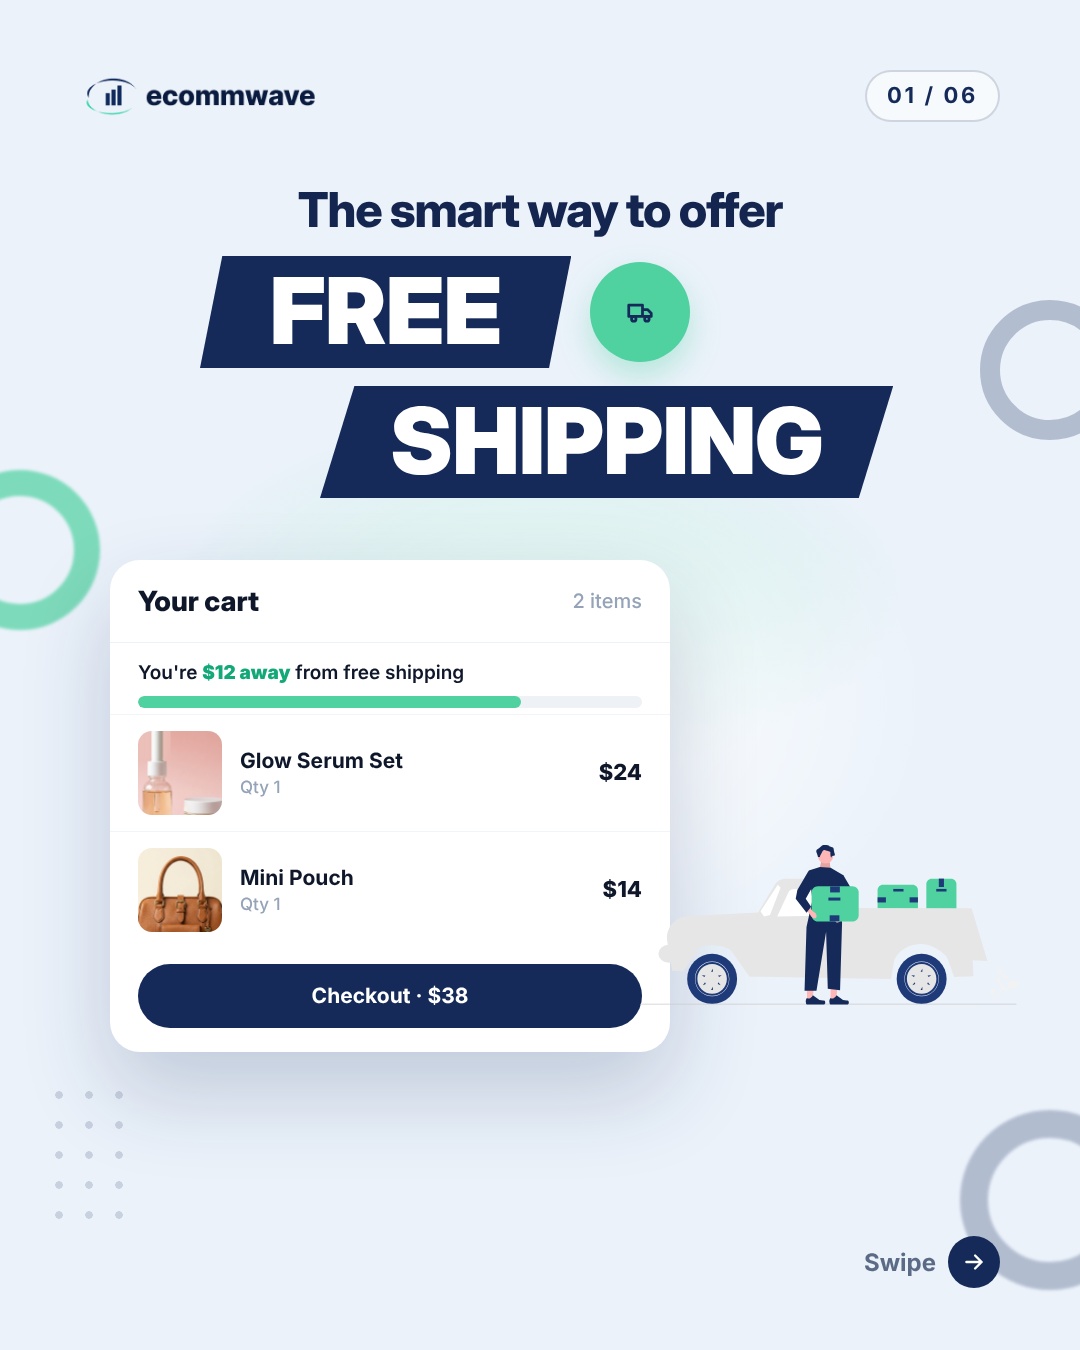 ecommwave
01 / 06
The smart way to offer
FREE
SHIPPING
Your cart
2 items
You're $12 away from free shipping
Glow Serum Set
Qty 1
$24
Mini Pouch
Qty 1
$14
Checkout · $38
Swipe